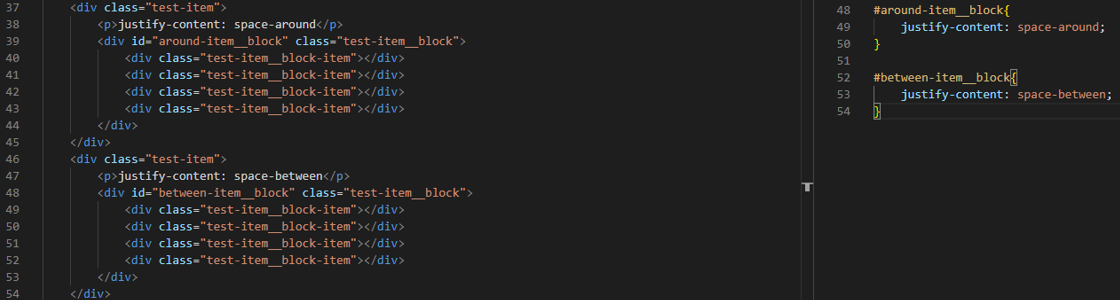 37 <div class="test-item">
38 <p>justify-content: space-around</p>
39 <div id="around-item__block" class="test-item__block">
40 <div class="test-item__block-item"></div>
41 <div class="test-item__block-item"></div>
42 <div class="test-item__block-item"></div>
43 <div class="test-item__block-item"></div>
44 </div>
45 </div>
46 <div class="test-item">
47 <p>justify-content: space-between</p>
48 <div id="between-item__block" class="test-item__block">
49 <div class="test-item__block-item"></div>
50 <div class="test-item__block-item"></div>
51 <div class="test-item__block-item"></div>
52 <div class="test-item__block-item"></div>
53 </div>
54 </div>
48 #around-item__block{
49 justify-content: space-around;
50 }
51
52 #between-item__block{
53 justify-content: space-between;
54 }